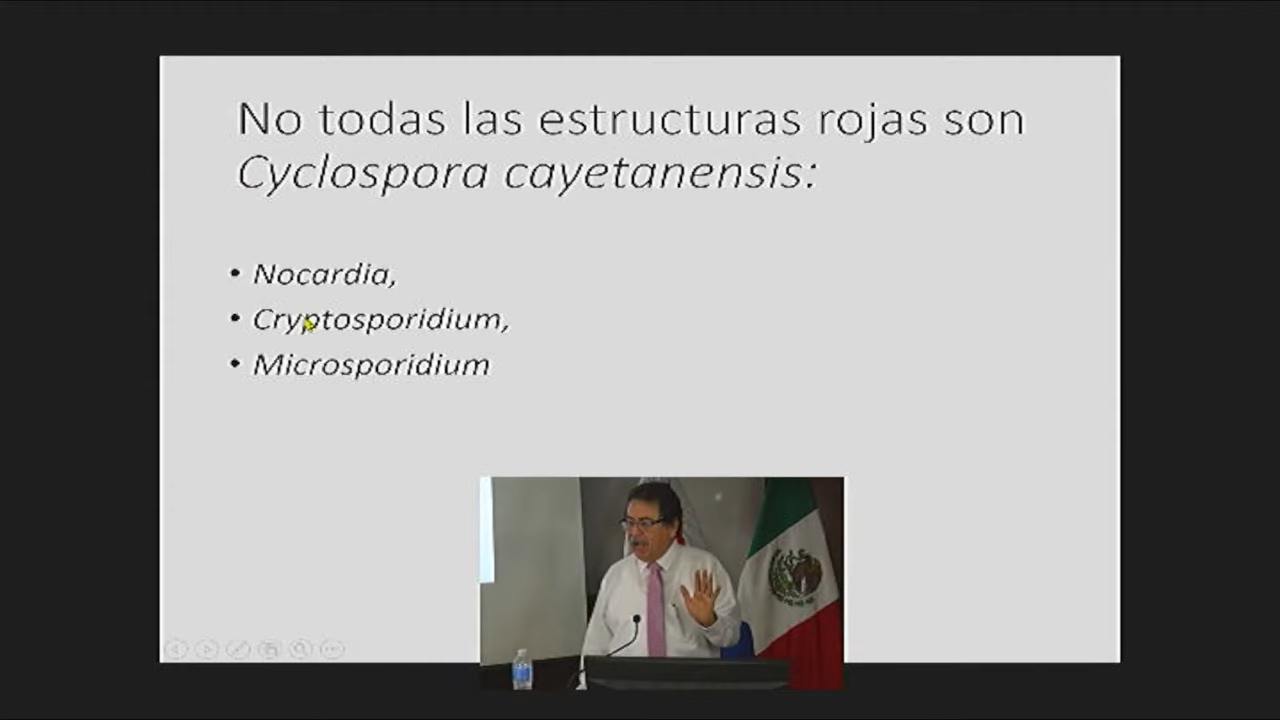 No todas las estructuras rojas son
Cyclospora cayetanensis:
• Nocardia,
• Cryptosporidium,
• Microsporidium